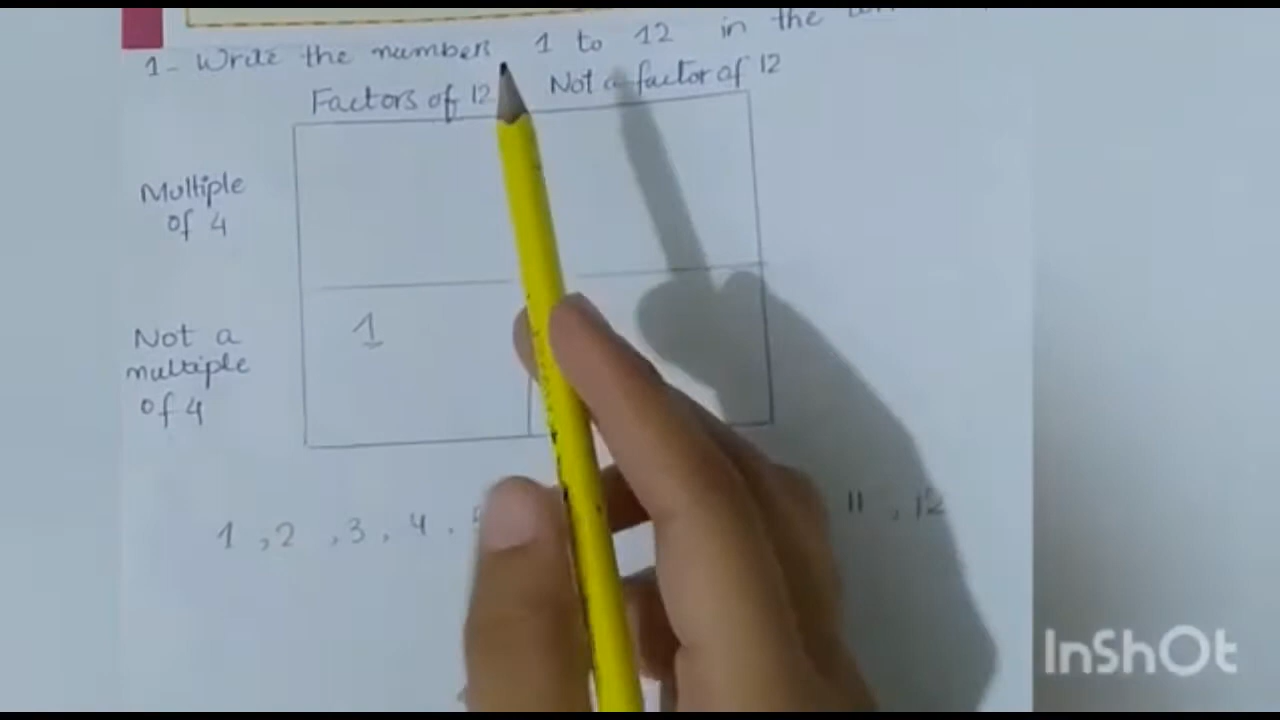 1- Write the numbers 1 to 12 in the
Factors of 12 Not a factor of 12
Multiple
of 4
Not a
multiple
of 4
1
1 , 2 , 3 , 4 , 11 , 12
InShOt